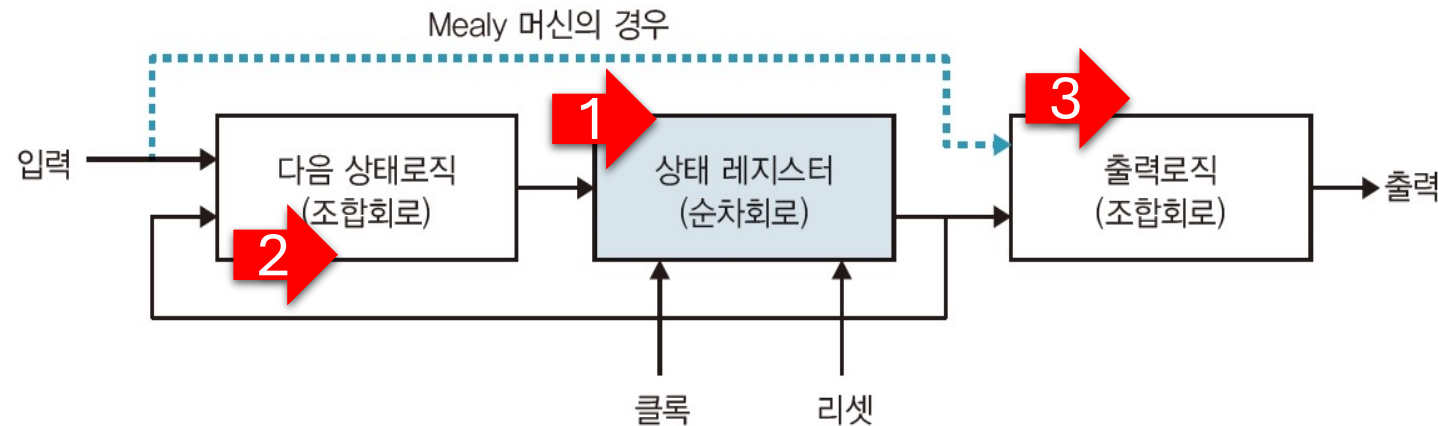 Mealy 머신의 경우
1
3
입력
다음 상태로직
(조합회로)
상태 레지스터
(순차회로)
출력로직
(조합회로)
출력
2
클록
리셋